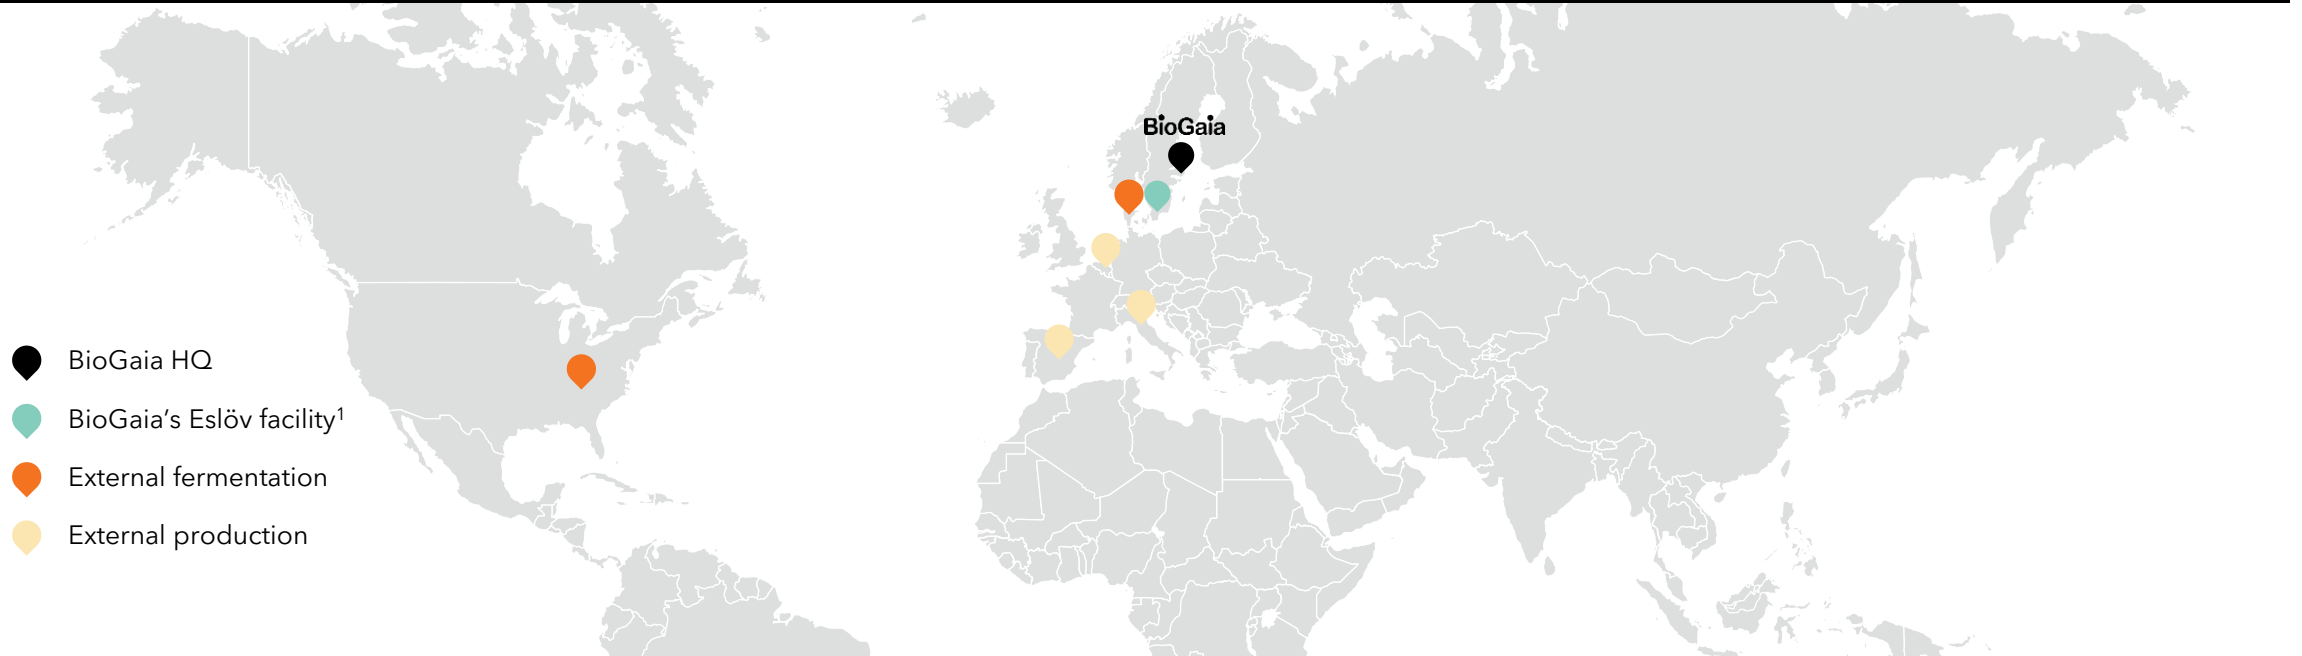 BioGaia
BioGaia HQ
BioGaia’s Eslöv facility¹
External fermentation
External production